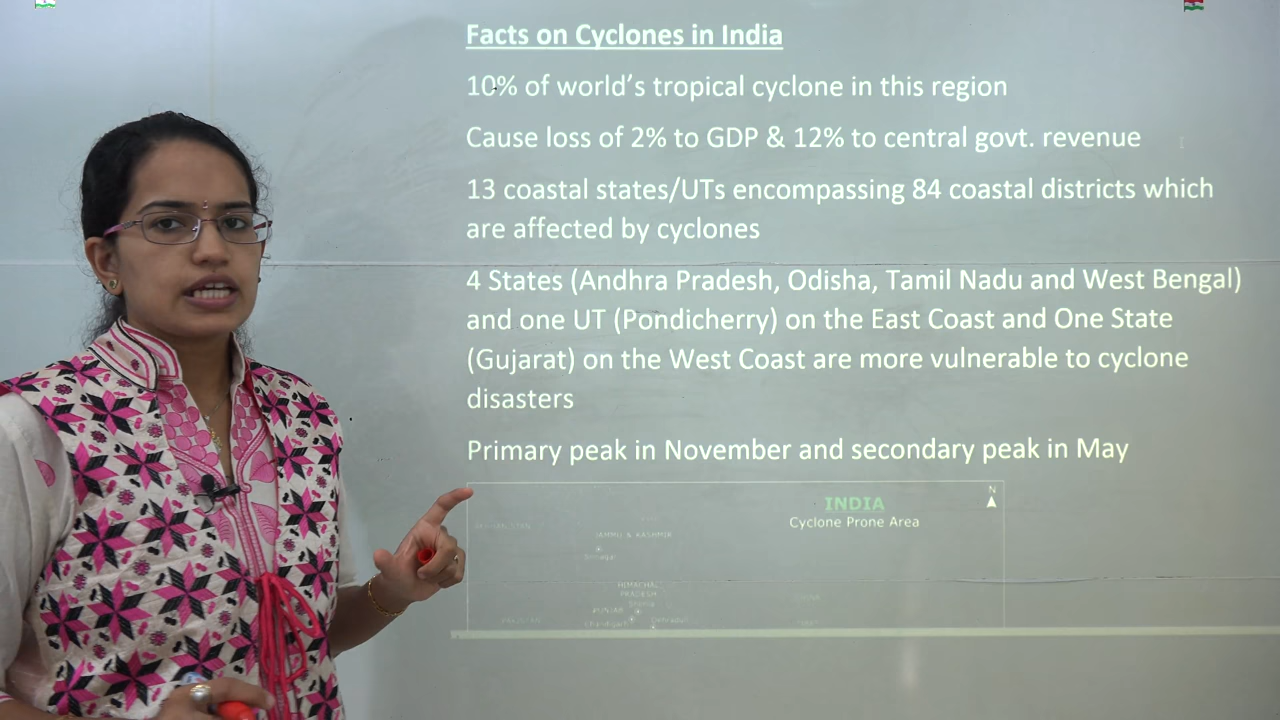 Facts on Cyclones in India
10% of world's tropical cyclone in this region
Cause loss of 2% to GDP & 12% to central govt. revenue
13 coastal states/UTs encompassing 84 coastal districts which
are affected by cyclones
4 States (Andhra Pradesh, Odisha, Tamil Nadu and West Bengal)
and one UT (Pondicherry) on the East Coast and One State
(Gujarat) on the West Coast are more vulnerable to cyclone
disasters
Primary peak in November and secondary peak in May
N
INDIA
Cyclone Prone Area
JAMMU & KASHMIR
Srinagar
HIMACHAL
PRADESH
Shimla
PUNJAB
Chandigarh